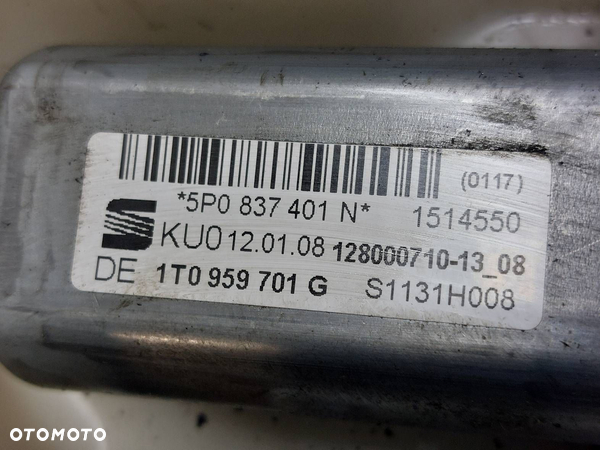 (0117)
*5P0 837 401 N* 1514550
KU0 12.01.08 128000710-13_08
DE 1T0 959 701 G S1131H008
OTOMOTO